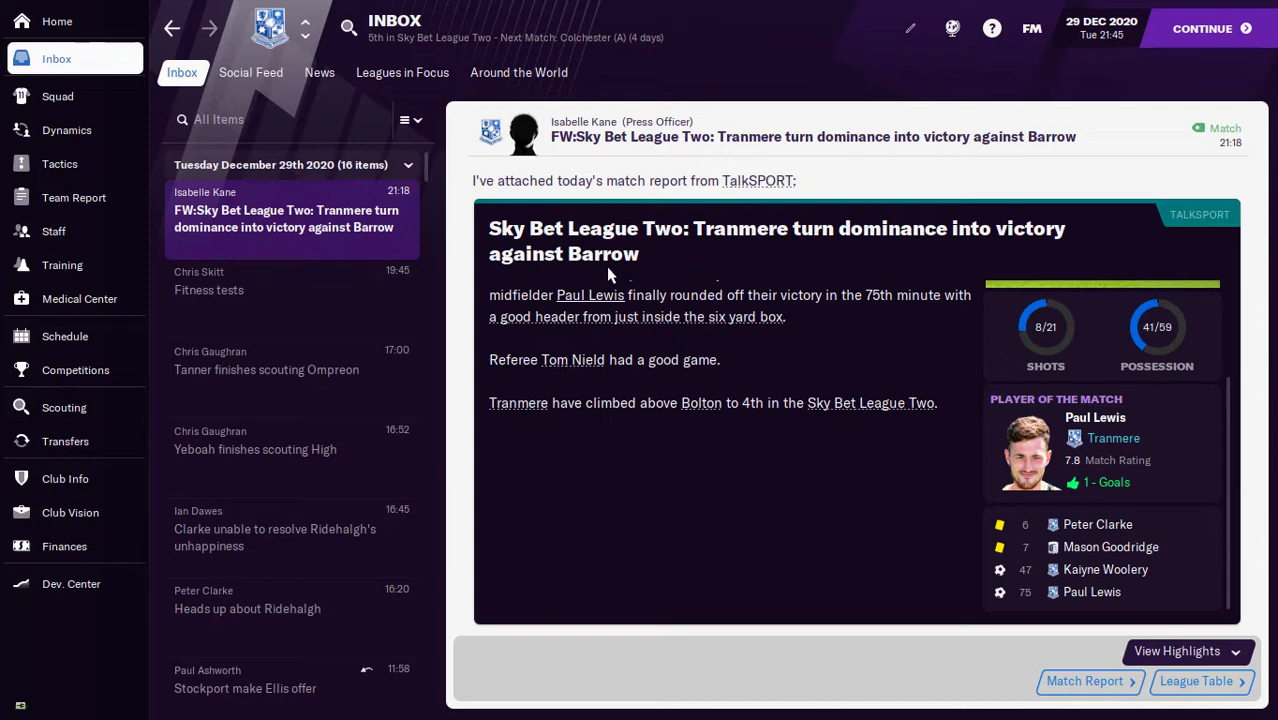 Home
Inbox
Squad
Dynamics
Tactics
Team Report
Staff
Training
Medical Center
Schedule
Competitions
Scouting
Transfers
Club Info
Club Vision
Finances
Dev. Center
INBOX
5th in Sky Bet League Two - Next Match: Colchester (A) (4 days)
FM
29 DEC 2020
Tue 21:45
CONTINUE
Inbox
Social Feed
News
Leagues in Focus
Around the World
All Items
Tuesday December 29th 2020 (16 items)
Isabelle Kane 21:18
FW:Sky Bet League Two: Tranmere turn
dominance into victory against Barrow
Chris Skitt 19:45
Fitness tests
Chris Gaughran 17:00
Tanner finishes scouting Ompreon
Chris Gaughran 16:52
Yeboah finishes scouting High
Ian Dawes 16:45
Clarke unable to resolve Ridehalgh's
unhappiness
Peter Clarke 16:20
Heads up about Ridehalgh
Paul Ashworth 11:58
Stockport make Ellis offer
Isabelle Kane (Press Officer)
FW:Sky Bet League Two: Tranmere turn dominance into victory against Barrow
Match
21:18
I've attached today's match report from TalkSPORT:
TALKSPORT
Sky Bet League Two: Tranmere turn dominance into victory
against Barrow
midfielder Paul Lewis finally rounded off their victory in the 75th minute with
a good header from just inside the six yard box.
Referee Tom Nield had a good game.
Tranmere have climbed above Bolton to 4th in the Sky Bet League Two.
8/21
SHOTS
41/59
POSSESSION
PLAYER OF THE MATCH
Paul Lewis
Tranmere
7.8 Match Rating
1 - Goals
6 Peter Clarke
7 Mason Goodridge
47 Kaiyne Woolery
75 Paul Lewis
View Highlights
Match Report
League Table